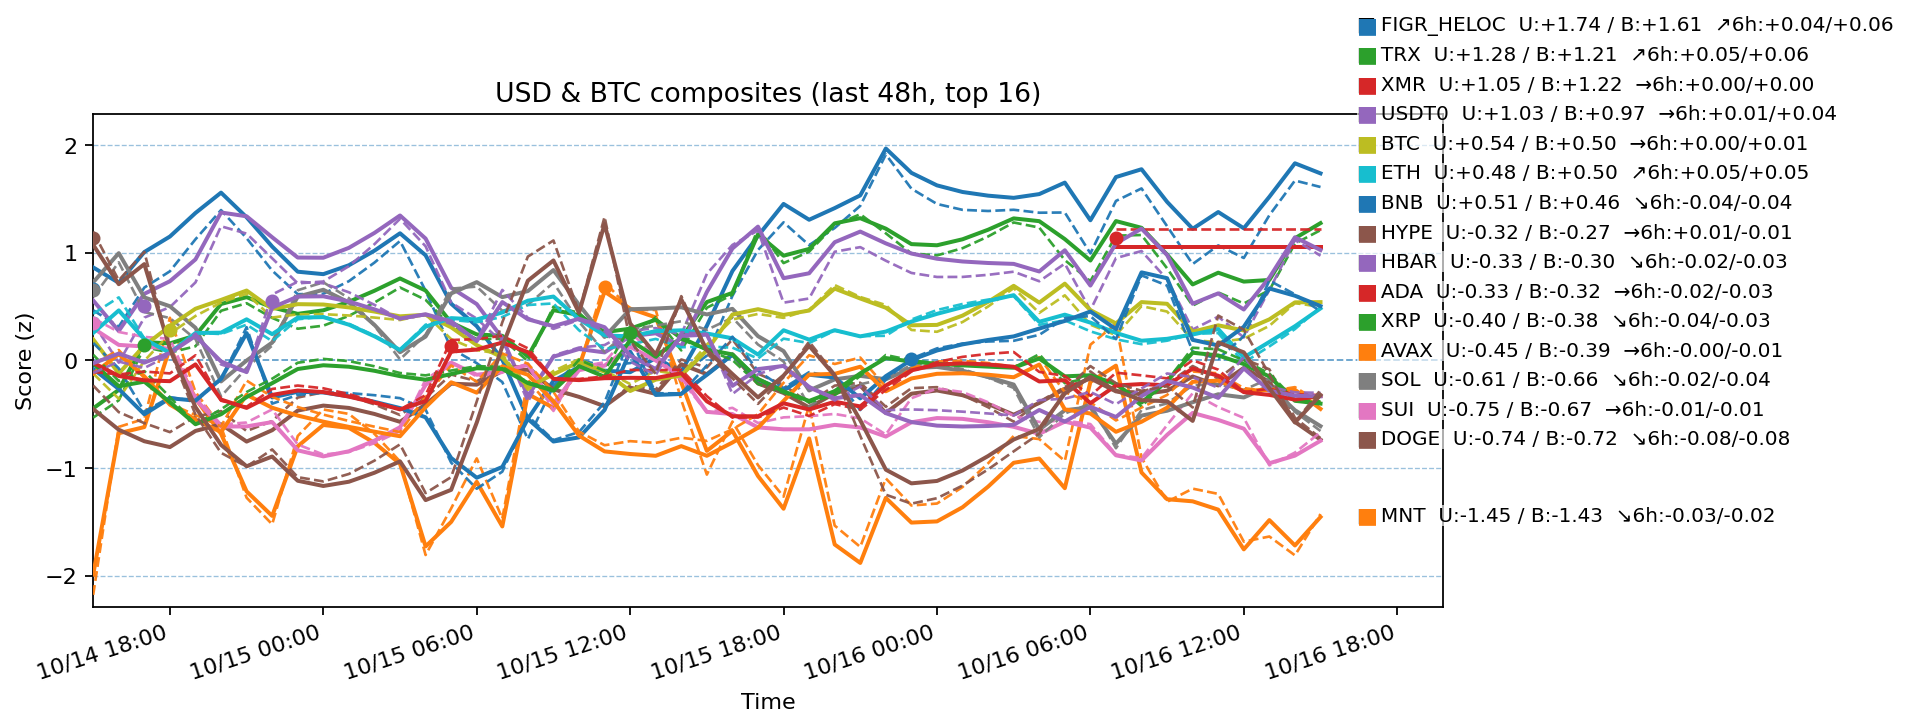 USD & BTC composites (last 48h, top 16)
FIGR_HELOC  U:+1.74 / B:+1.61  ↗6h:+0.04/+0.06
TRX  U:+1.28 / B:+1.21  ↗6h:+0.05/+0.06
XMR  U:+1.05 / B:+1.22  →6h:+0.00/+0.00
USDT0  U:+1.03 / B:+0.97  →6h:+0.01/+0.04
BTC  U:+0.54 / B:+0.50  →6h:+0.00/+0.01
ETH  U:+0.48 / B:+0.50  ↗6h:+0.05/+0.05
BNB  U:+0.51 / B:+0.46  ↘6h:-0.04/-0.04
HYPE  U:-0.32 / B:-0.27  →6h:+0.01/-0.01
HBAR  U:-0.33 / B:-0.30  ↘6h:-0.02/-0.03
ADA  U:-0.33 / B:-0.32  →6h:-0.02/-0.03
XRP  U:-0.40 / B:-0.38  ↘6h:-0.04/-0.03
AVAX  U:-0.45 / B:-0.39  →6h:-0.00/-0.01
SOL  U:-0.61 / B:-0.66  ↘6h:-0.02/-0.04
SUI  U:-0.75 / B:-0.67  →6h:-0.01/-0.01
DOGE  U:-0.74 / B:-0.72  ↘6h:-0.08/-0.08
MNT  U:-1.45 / B:-1.43  ↘6h:-0.03/-0.02
Score (z)
2
1
0
−1
−2
10/14 18:00
10/15 00:00
10/15 06:00
10/15 12:00
10/15 18:00
10/16 00:00
10/16 06:00
10/16 12:00
10/16 18:00
Time